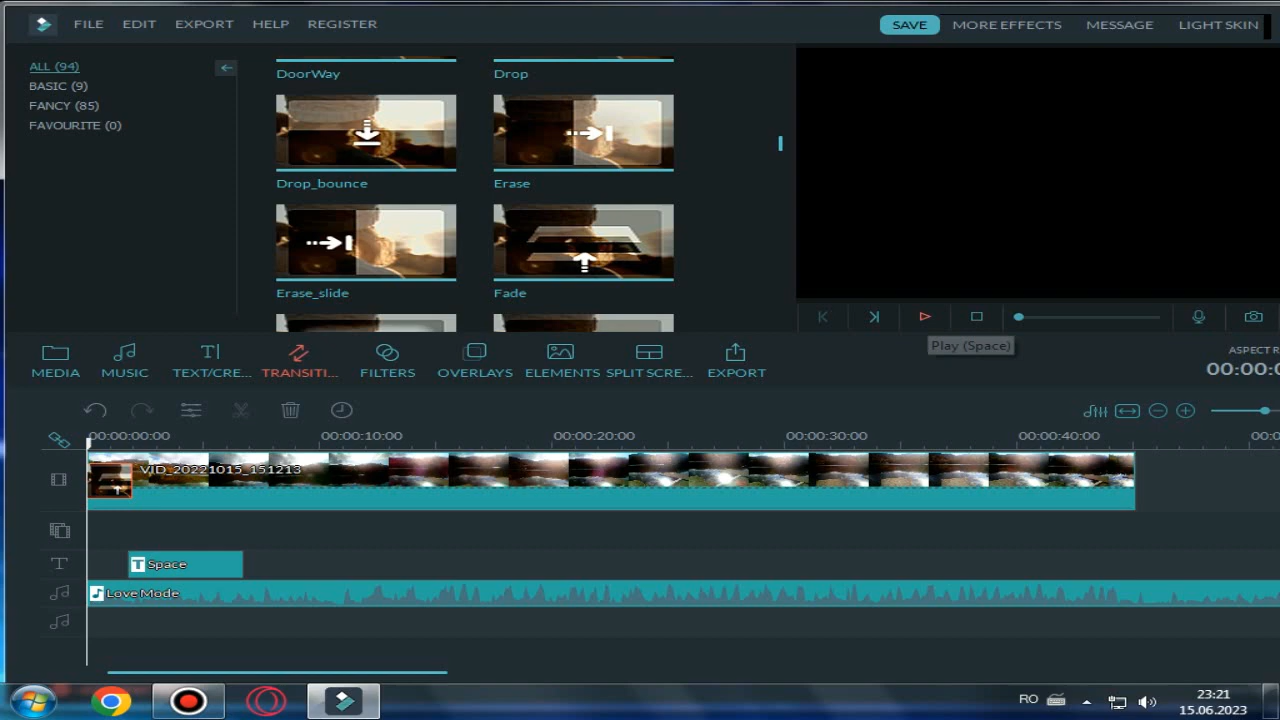 FILE EDIT EXPORT HELP REGISTER
SAVE MORE EFFECTS MESSAGE LIGHT SKIN
ALL (94)
BASIC (9)
FANCY (85)
FAVOURITE (0)
DoorWay Drop
Drop_bounce Erase
Erase_slide Fade
Play (Space)
ASPECT R
00:00:0
MEDIA MUSIC TEXT/CRE... TRANSITI... FILTERS OVERLAYS ELEMENTS SPLIT SCRE... EXPORT
00:00:00:00 00:00:10:00 00:00:20:00 00:00:30:00 00:00:40:00 00:0
VID_20221015_151213
T Space
Love Mode
RO
23:21
15.06.2023